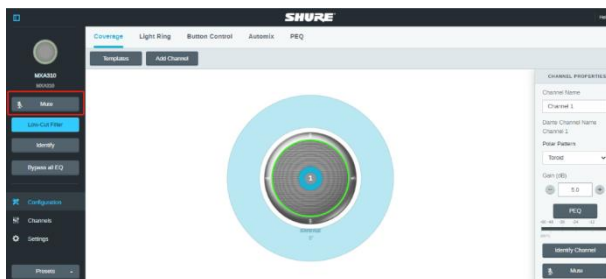 SHURE
Coverage Light Ring Button Control Automix PEQ
Templates Add Channel
MXA310
MXA310
Mute
Low-Cut Filter
Identify
Bypass all EQ
Configuration
Channels
Settings
Presets
1
CHANNEL PROPERTIES
Channel Name
Channel 1
Dante Channel Name
Channel 1
Polar Pattern
Toroid
Gain (dB)
5.0
PEQ
Identify Channel
Mute